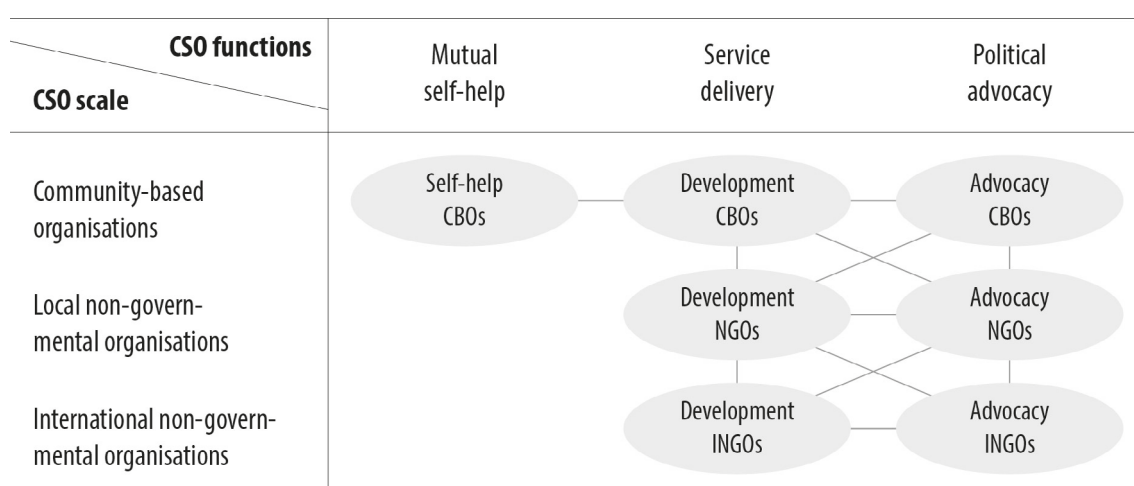 CSO functions
CSO scale
Mutual
self-help
Service
delivery
Political
advocacy
Community-based
organisations
Self-help
CBOs
Development
CBOs
Advocacy
CBOs
Local non-govern-
mental organisations
Development
NGOs
Advocacy
NGOs
International non-govern-
mental organisations
Development
INGOs
Advocacy
INGOs